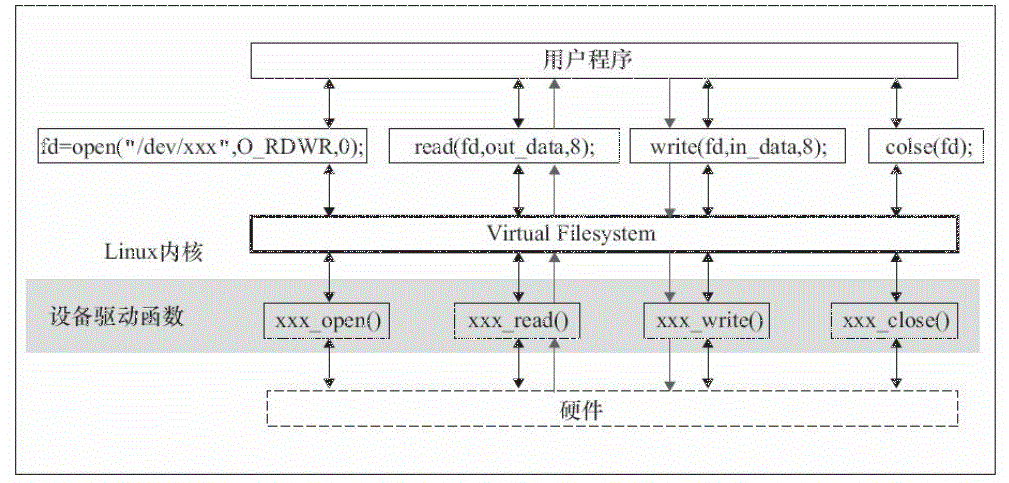 用户程序
fd=open("/dev/xxx",O_RDWR,0);
read(fd,out_data,8);
write(fd,in_data,8);
colse(fd);
Virtual Filesystem
Linux内核
设备驱动函数
xxx_open()
xxx_read()
xxx_write()
xxx_close()
硬件